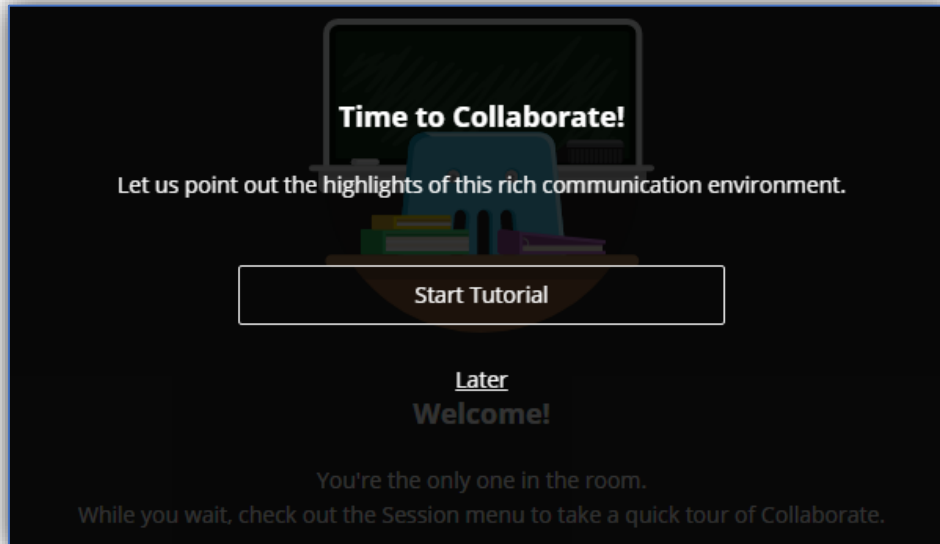 Time to Collaborate!
Let us point out the highlights of this rich communication environment.
Start Tutorial
Later
Welcome!
You're the only one in the room.
While you wait, check out the Session menu to take a quick tour of Collaborate.